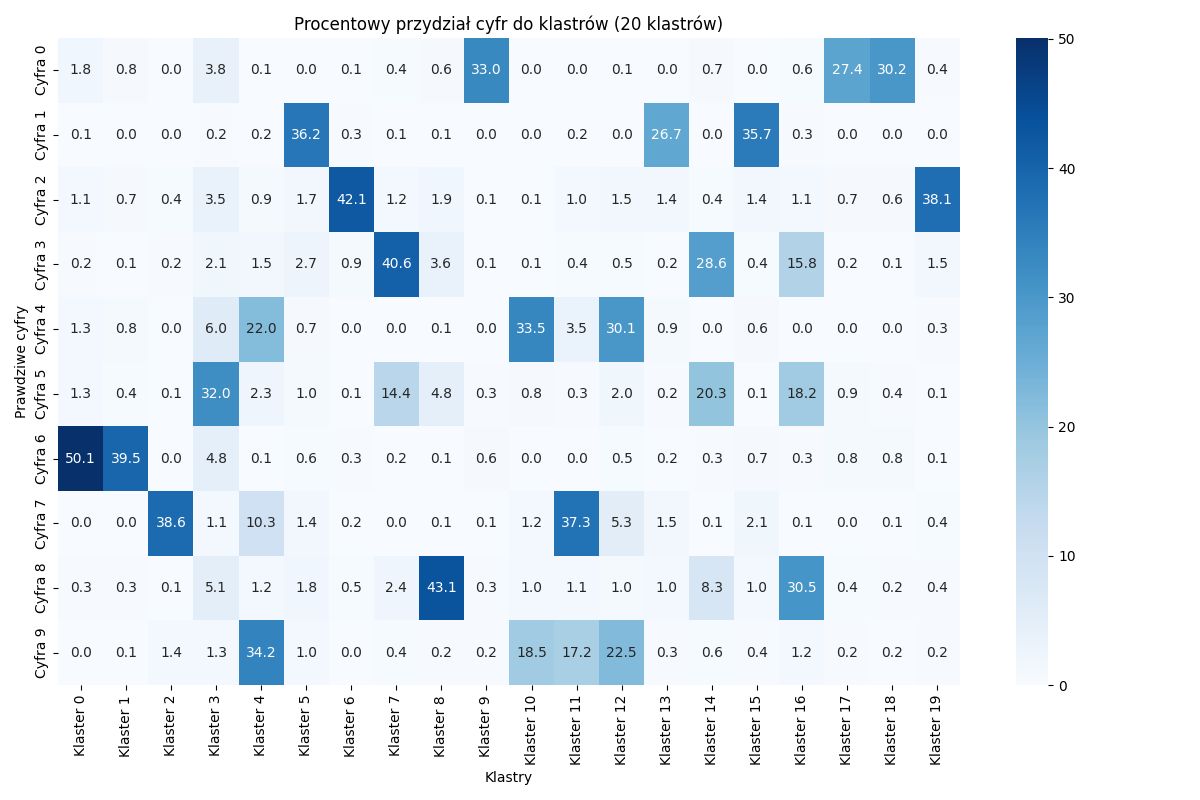 Procentowy przydział cyfr do klastrów (20 klastrów)
Prawdziwe cyfry
Cyfra 0 1.8 0.8 0.0 3.8 0.1 0.0 0.1 0.4 0.6 33.0 0.0 0.0 0.1 0.0 0.7 0.0 0.6 27.4 30.2 0.4
Cyfra 1 0.1 0.0 0.0 0.2 0.2 36.2 0.3 0.1 0.1 0.0 0.0 0.2 0.0 26.7 0.0 35.7 0.3 0.0 0.0 0.0
Cyfra 2 1.1 0.7 0.4 3.5 0.9 1.7 42.1 1.2 1.9 0.1 0.1 1.0 1.5 1.4 0.4 1.4 1.1 0.7 0.6 38.1
Cyfra 3 0.2 0.1 0.2 2.1 1.5 2.7 0.9 40.6 3.6 0.1 0.1 0.4 0.5 0.2 28.6 0.4 15.8 0.2 0.1 1.5
Cyfra 4 1.3 0.8 0.0 6.0 22.0 0.7 0.0 0.0 0.1 0.0 33.5 3.5 30.1 0.9 0.0 0.6 0.0 0.0 0.0 0.3
Cyfra 5 1.3 0.4 0.1 32.0 2.3 1.0 0.1 14.4 4.8 0.3 0.8 0.3 2.0 0.2 20.3 0.1 18.2 0.9 0.4 0.1
Cyfra 6 50.1 39.5 0.0 4.8 0.1 0.6 0.3 0.2 0.1 0.6 0.0 0.0 0.5 0.2 0.3 0.7 0.3 0.8 0.8 0.1
Cyfra 7 0.0 0.0 38.6 1.1 10.3 1.4 0.2 0.0 0.1 0.1 1.2 37.3 5.3 1.5 0.1 2.1 0.1 0.0 0.1 0.4
Cyfra 8 0.3 0.3 0.1 5.1 1.2 1.8 0.5 2.4 43.1 0.3 1.0 1.1 1.0 1.0 8.3 1.0 30.5 0.4 0.2 0.4
Cyfra 9 0.0 0.1 1.4 1.3 34.2 1.0 0.0 0.4 0.2 0.2 18.5 17.2 22.5 0.3 0.6 0.4 1.2 0.2 0.2 0.2
Klaster 0 Klaster 1 Klaster 2 Klaster 3 Klaster 4 Klaster 5 Klaster 6 Klaster 7 Klaster 8 Klaster 9 Klaster 10 Klaster 11 Klaster 12 Klaster 13 Klaster 14 Klaster 15 Klaster 16 Klaster 17 Klaster 18 Klaster 19
Klastry
50
40
30
20
10
0